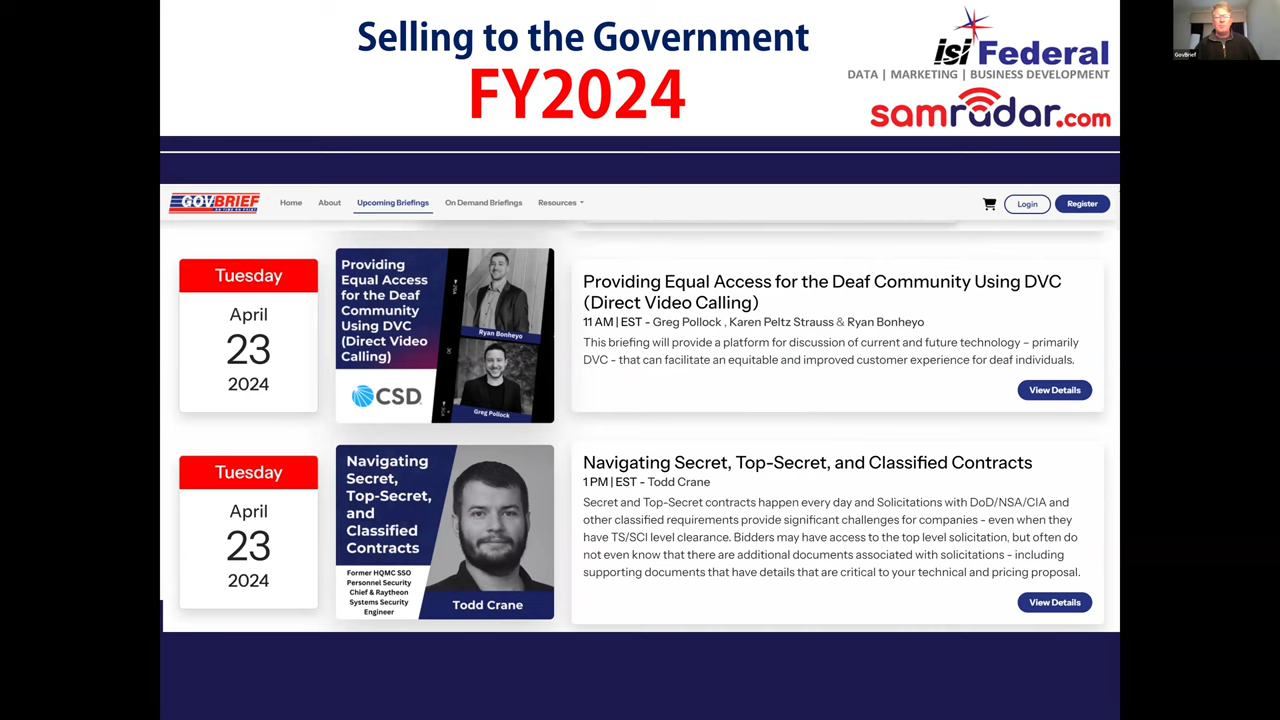 Selling to the Government
FY2024
isi Federal
DATA | MARKETING | BUSINESS DEVELOPMENT
samradar.com
GovBrief
GOVBRIEF
Home
About
Upcoming Briefings
On Demand Briefings
Resources
Login
Register
Tuesday
April
23
2024
Providing
Equal Access
for the Deaf
Community
Using DVC
(Direct Video
Calling)
Ryan Bonheyo
Greg Pollock
CSD
Providing Equal Access for the Deaf Community Using DVC
(Direct Video Calling)
11 AM | EST - Greg Pollock , Karen Peltz Strauss & Ryan Bonheyo
This briefing will provide a platform for discussion of current and future technology – primarily
DVC - that can facilitate an equitable and improved customer experience for deaf individuals.
View Details
Tuesday
April
23
2024
Navigating
Secret,
Top-Secret,
and
Classified
Contracts
Former HQMC SSO
Personnel Security
Chief & Raytheon
Systems Security
Engineer
Todd Crane
Navigating Secret, Top-Secret, and Classified Contracts
1 PM | EST - Todd Crane
Secret and Top-Secret contracts happen every day and Solicitations with DoD/NSA/CIA and
other classified requirements provide significant challenges for companies - even when they
have TS/SCI level clearance. Bidders may have access to the top level solicitation, but often do
not even know that there are additional documents associated with solicitations - including
supporting documents that have details that are critical to your technical and pricing proposal.
View Details